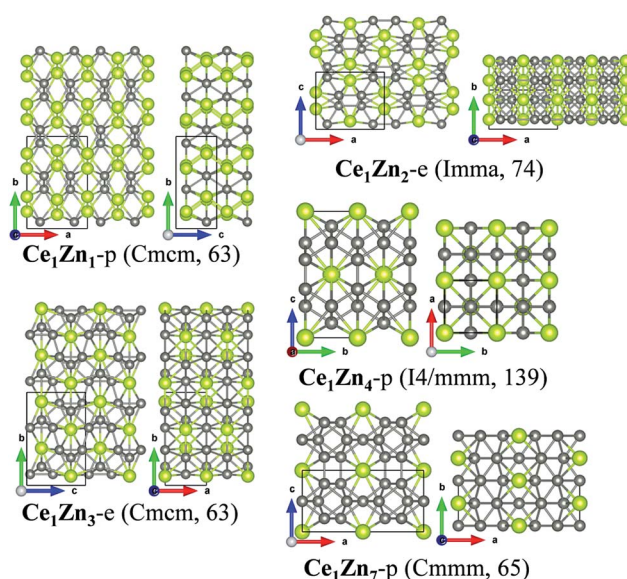 b
a
b
c
Ce₁Zn₁-p (Cmcm, 63)
c
a
b
a
Ce₁Zn₂-e (Imma, 74)
c
b
a
b
Ce₁Zn₄-p (I4/mmm, 139)
b
c
b
a
Ce₁Zn₃-e (Cmcm, 63)
c
a
b
a
Ce₁Zn₇-p (Cmmm, 65)